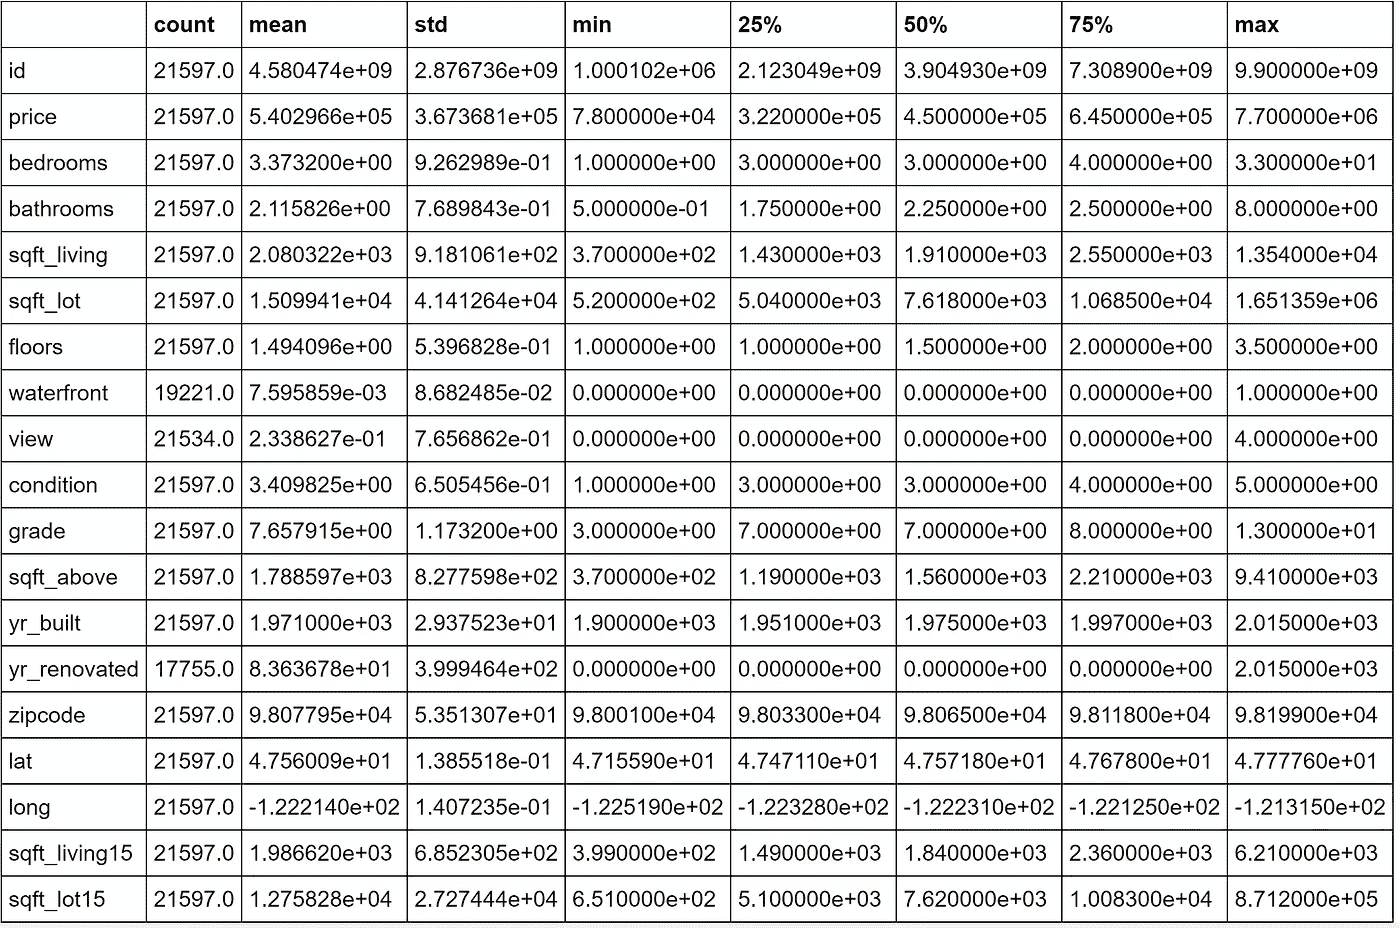 count mean std min 25% 50% 75% max
id 21597.0 4.580474e+09 2.876736e+09 1.000102e+06 2.123049e+09 3.904930e+09 7.308900e+09 9.900000e+09
price 21597.0 5.402966e+05 3.673681e+05 7.800000e+04 3.220000e+05 4.500000e+05 6.450000e+05 7.700000e+06
bedrooms 21597.0 3.373200e+00 9.262989e-01 1.000000e+00 3.000000e+00 3.000000e+00 4.000000e+00 3.300000e+01
bathrooms 21597.0 2.115826e+00 7.689843e-01 5.000000e-01 1.750000e+00 2.250000e+00 2.500000e+00 8.000000e+00
sqft_living 21597.0 2.080322e+03 9.181061e+02 3.700000e+02 1.430000e+03 1.910000e+03 2.550000e+03 1.354000e+04
sqft_lot 21597.0 1.509941e+04 4.141264e+04 5.200000e+02 5.040000e+03 7.618000e+03 1.068500e+04 1.651359e+06
floors 21597.0 1.494096e+00 5.396828e-01 1.000000e+00 1.000000e+00 1.500000e+00 2.000000e+00 3.500000e+00
waterfront 19221.0 7.595859e-03 8.682485e-02 0.000000e+00 0.000000e+00 0.000000e+00 0.000000e+00 1.000000e+00
view 21534.0 2.338627e-01 7.656862e-01 0.000000e+00 0.000000e+00 0.000000e+00 0.000000e+00 4.000000e+00
condition 21597.0 3.409825e+00 6.505456e-01 1.000000e+00 3.000000e+00 3.000000e+00 4.000000e+00 5.000000e+00
grade 21597.0 7.657915e+00 1.173200e+00 3.000000e+00 7.000000e+00 7.000000e+00 8.000000e+00 1.300000e+01
sqft_above 21597.0 1.788597e+03 8.277598e+02 3.700000e+02 1.190000e+03 1.560000e+03 2.210000e+03 9.410000e+03
yr_built 21597.0 1.971000e+03 2.937523e+01 1.900000e+03 1.951000e+03 1.975000e+03 1.997000e+03 2.015000e+03
yr_renovated 17755.0 8.363678e+01 3.999464e+02 0.000000e+00 0.000000e+00 0.000000e+00 0.000000e+00 2.015000e+03
zipcode 21597.0 9.807795e+04 5.351307e+01 9.800100e+04 9.803300e+04 9.806500e+04 9.811800e+04 9.819900e+04
lat 21597.0 4.756009e+01 1.385518e-01 4.715590e+01 4.747110e+01 4.757180e+01 4.767800e+01 4.777760e+01
long 21597.0 -1.222140e+02 1.407235e-01 -1.225190e+02 -1.223280e+02 -1.222310e+02 -1.221250e+02 -1.213150e+02
sqft_living15 21597.0 1.986620e+03 6.852305e+02 3.990000e+02 1.490000e+03 1.840000e+03 2.360000e+03 6.210000e+03
sqft_lot15 21597.0 1.275828e+04 2.727444e+04 6.510000e+02 5.100000e+03 7.620000e+03 1.008300e+04 8.712000e+05